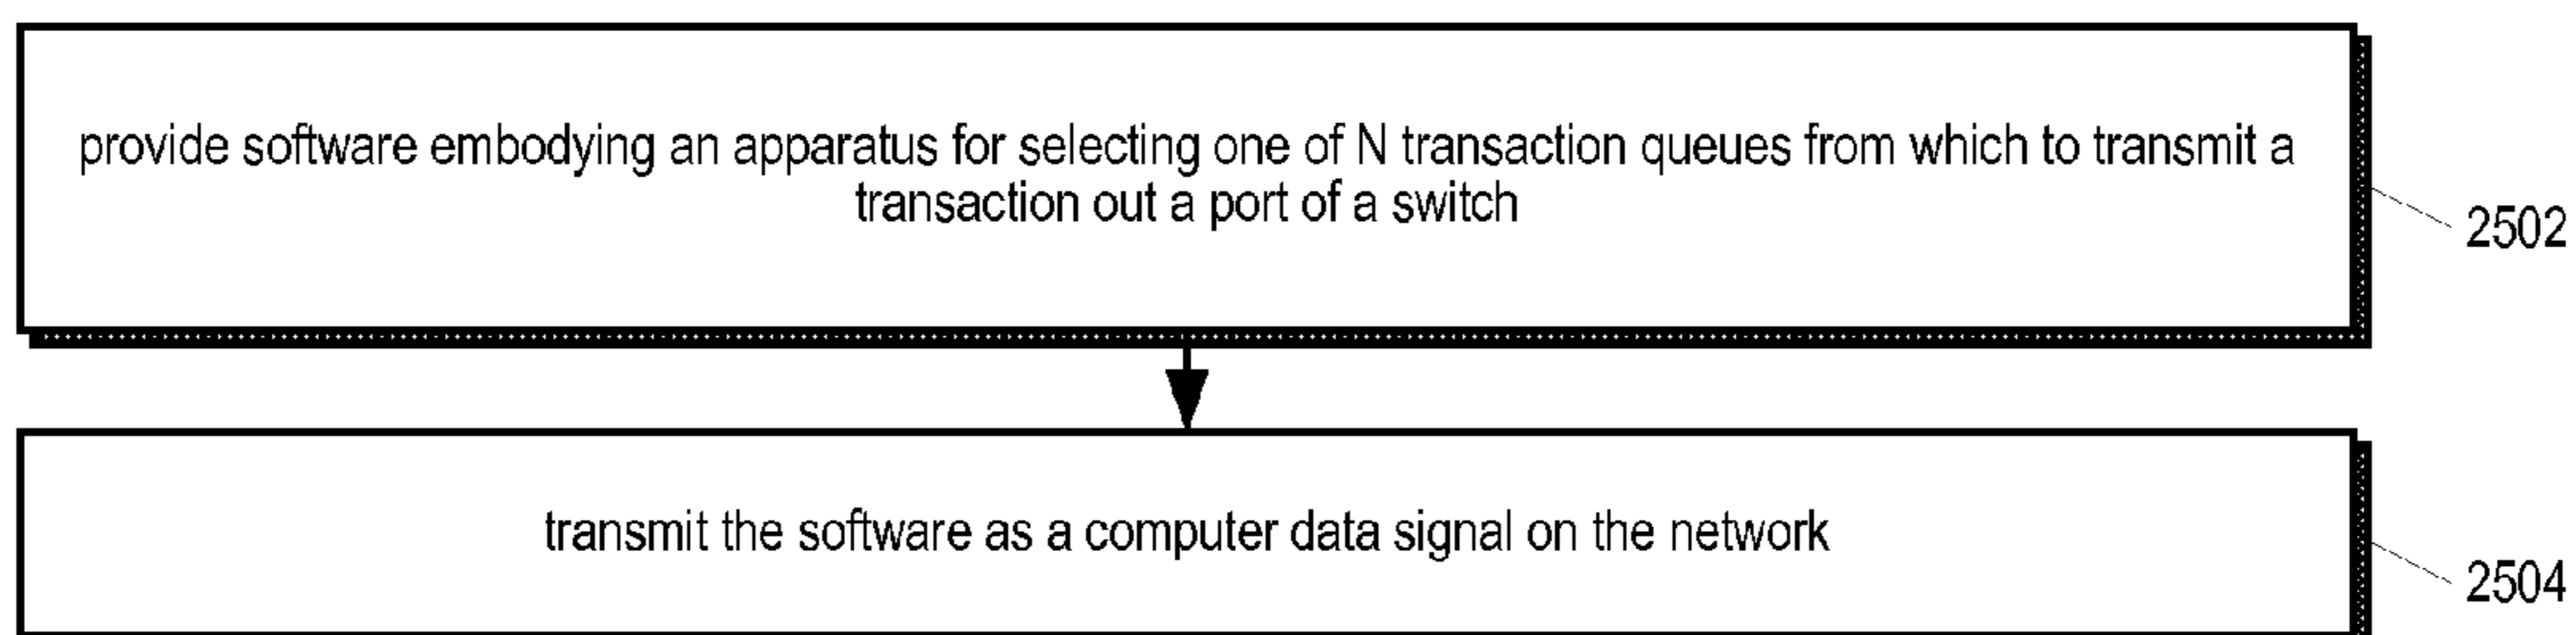 provide software embodying an apparatus for selecting one of N transaction queues from which to transmit a
transaction out a port of a switch
2502
transmit the software as a computer data signal on the network
2504